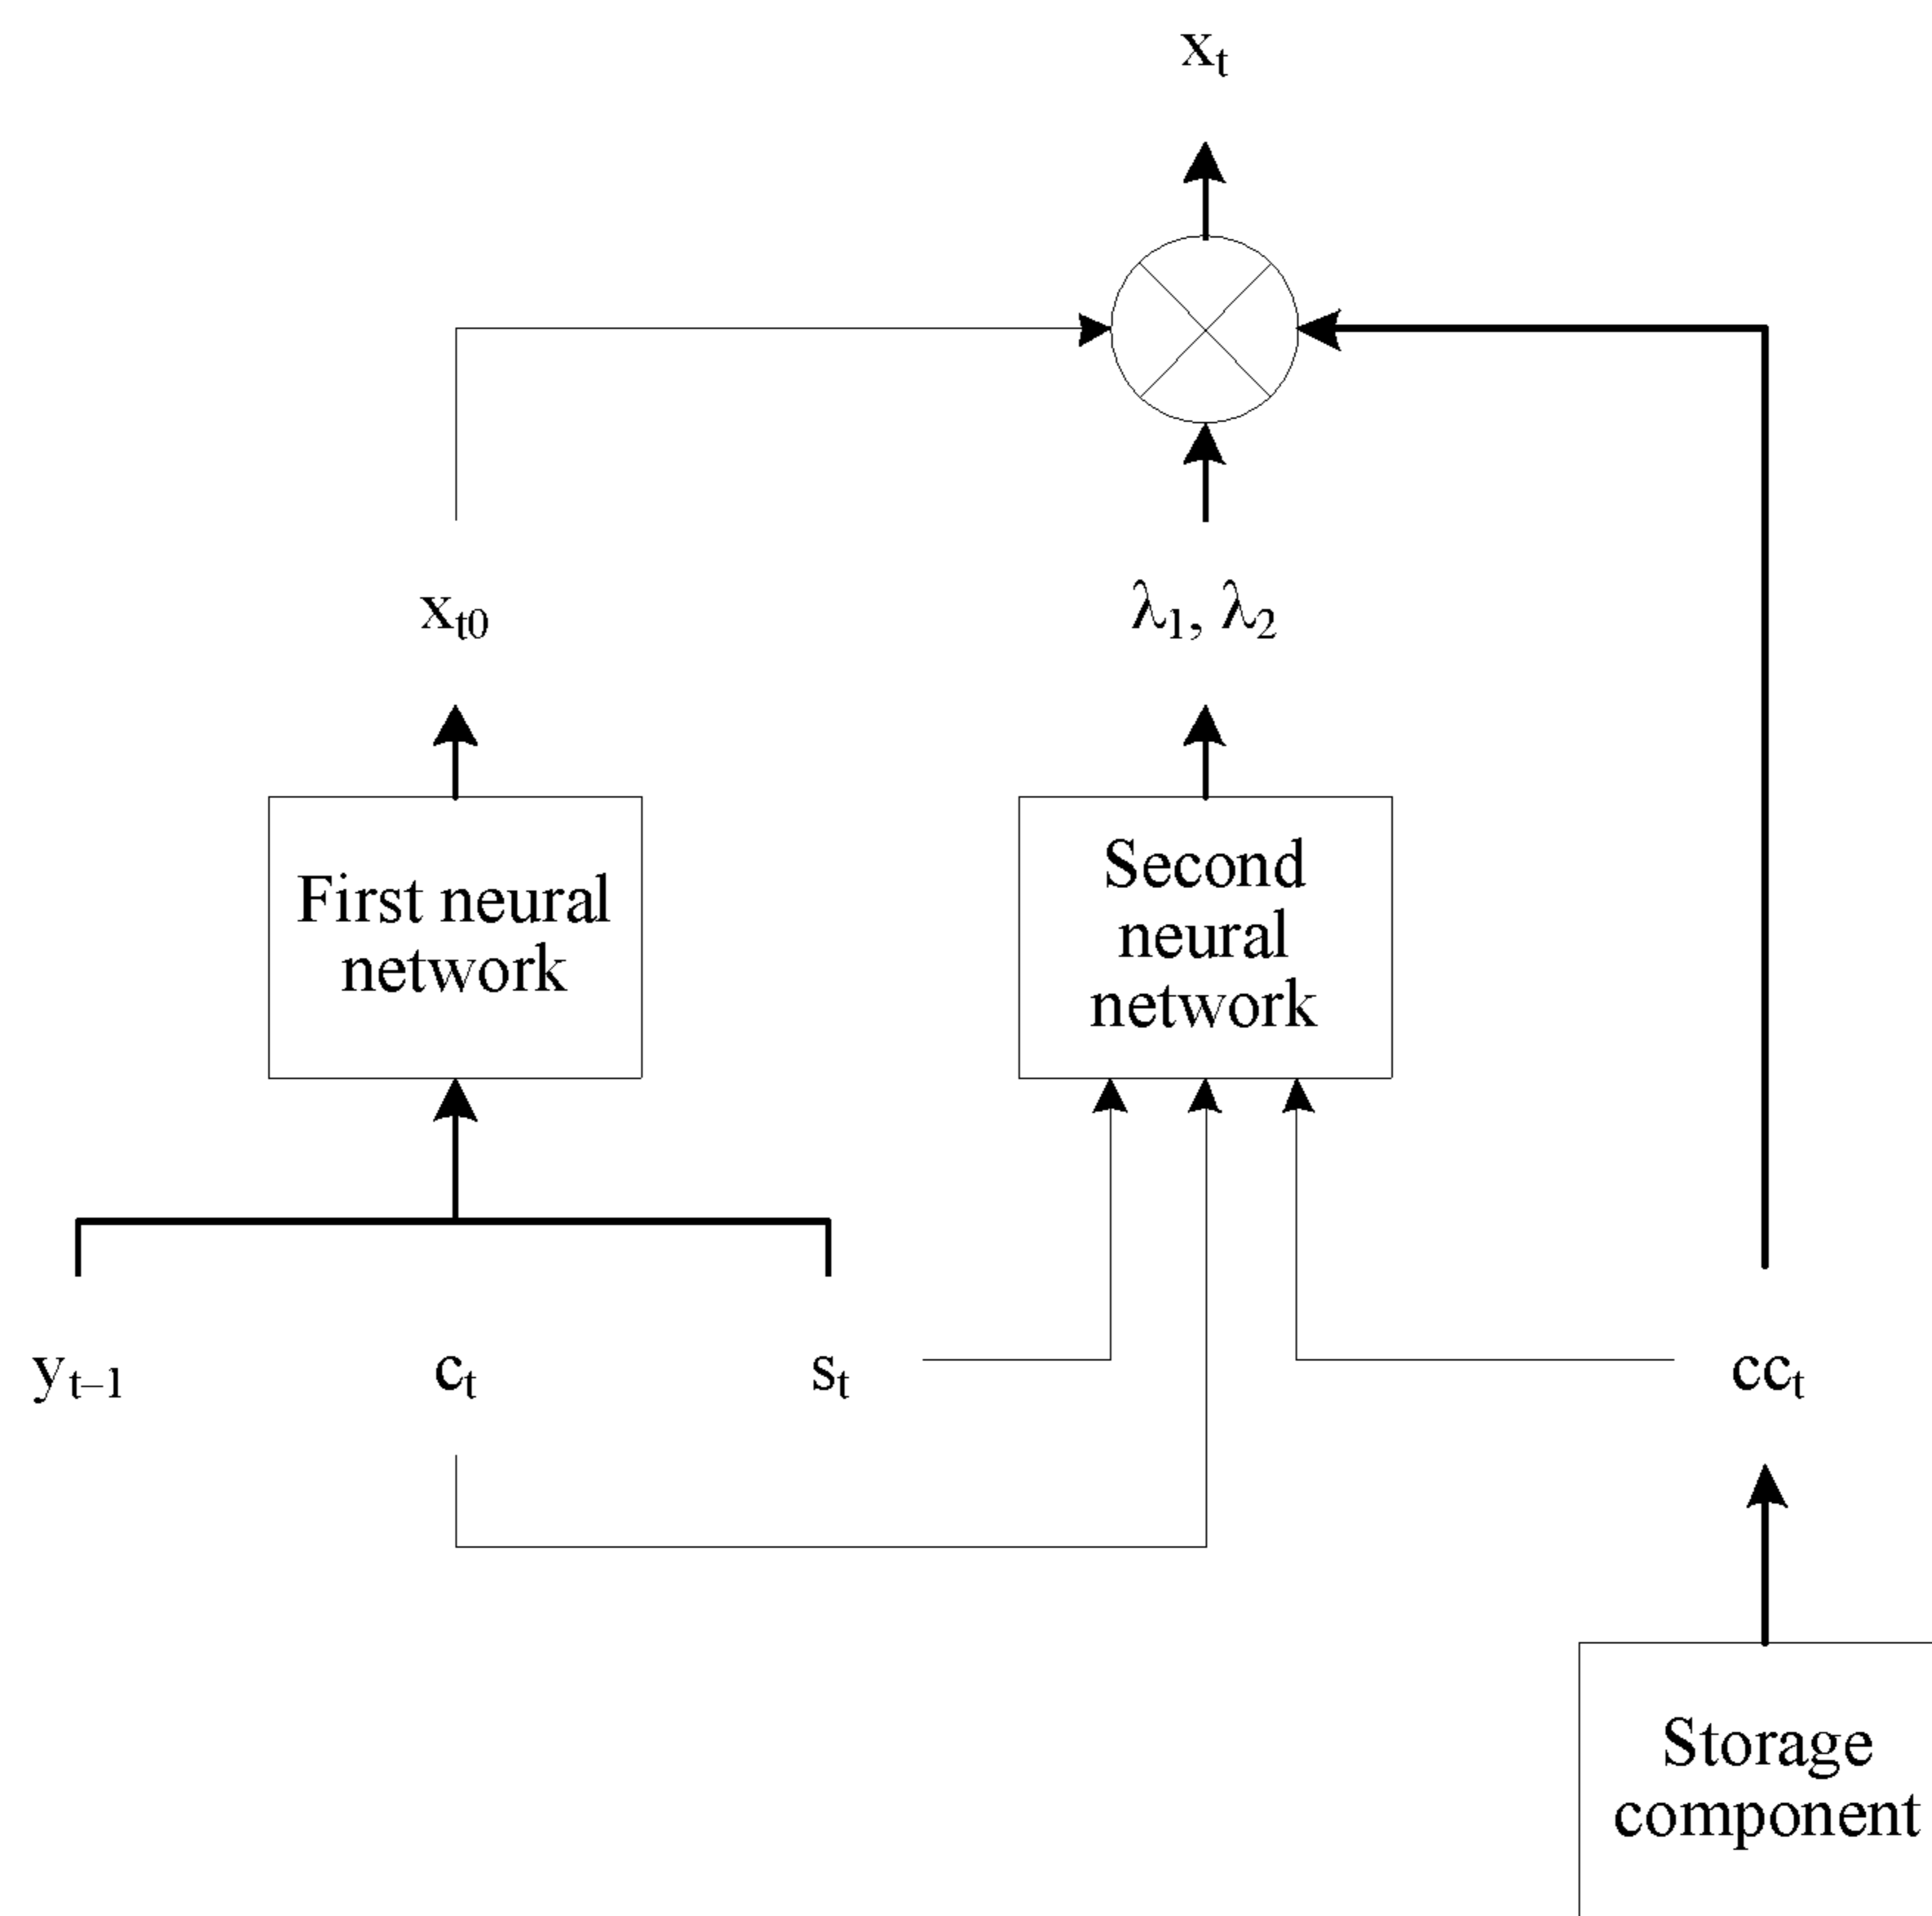 xₜ
xₜ₀
λ₁, λ₂
First neural
network
Second
neural
network
yₜ₋₁
cₜ
sₜ
ccₜ
Storage
component